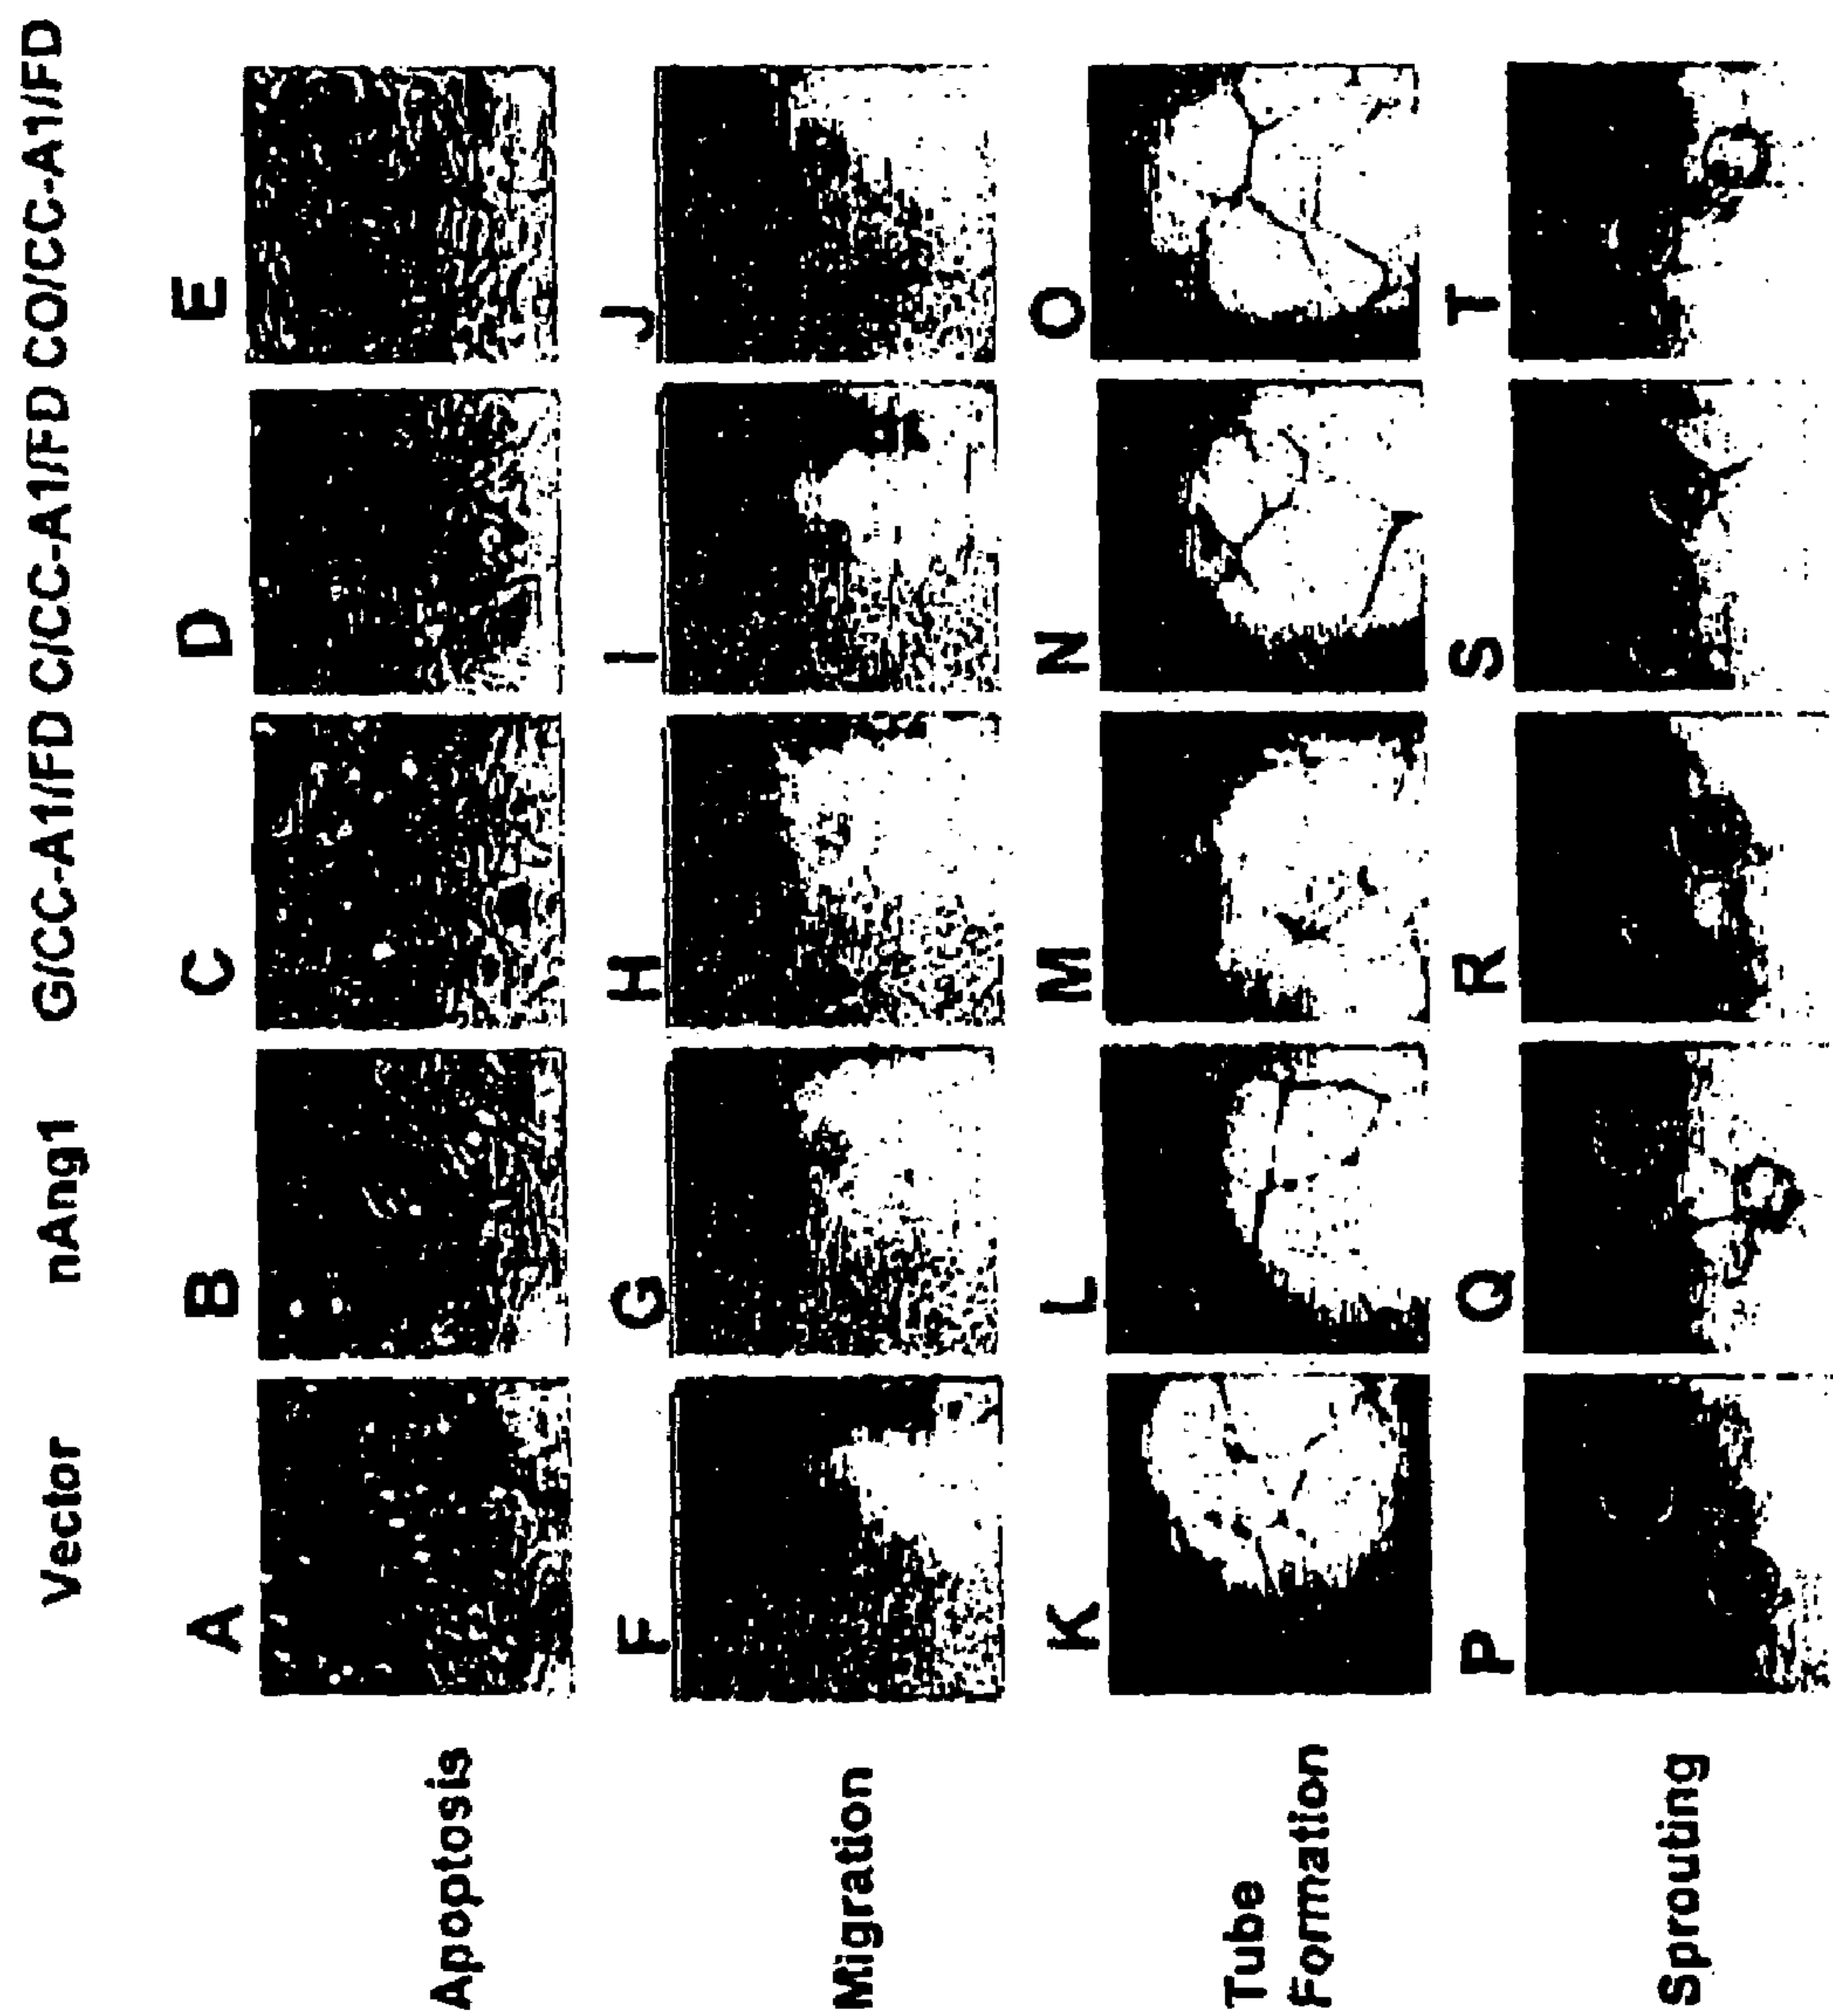 Vector nAng1 G/CC-A1/FD C/CC-A1/FD CO/CC-A1/FD
A B C D E
Apoptosis
F G H I J
Migration
K L M N O
Tube
Formation
P Q R S T
Sprouting